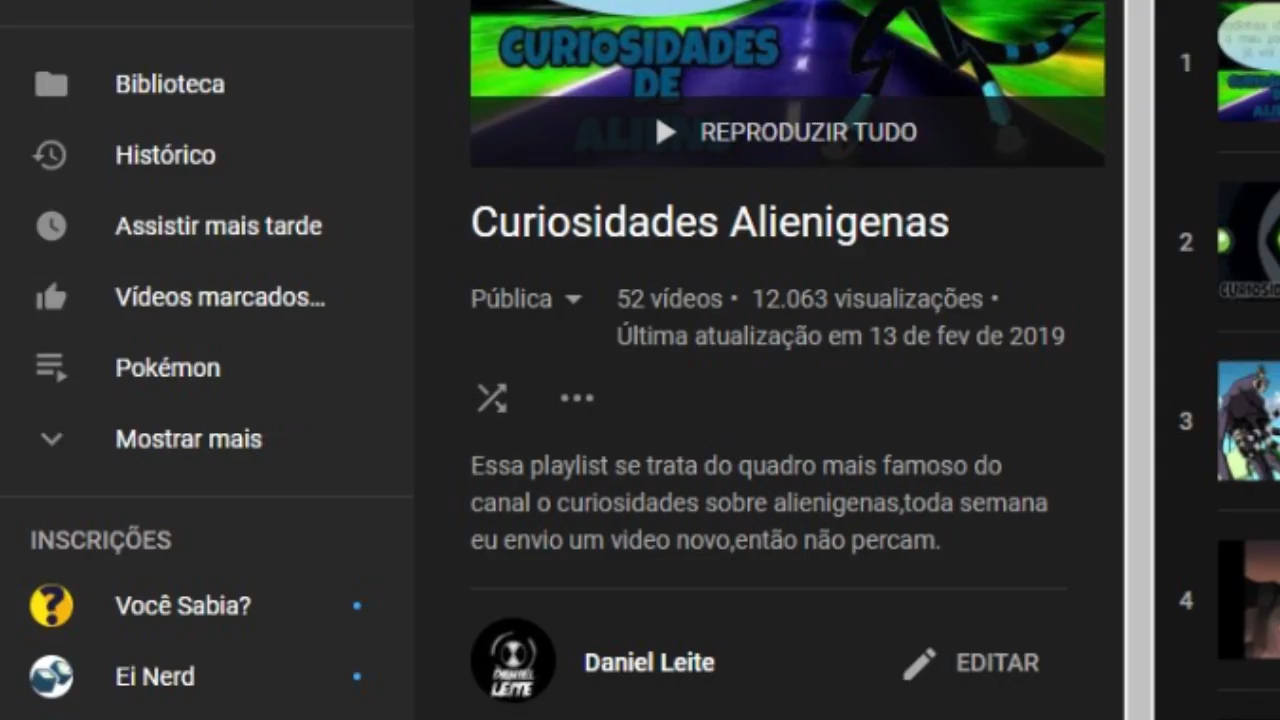 Biblioteca
Histórico
Assistir mais tarde
Vídeos marcados...
Pokémon
Mostrar mais
INSCRIÇÕES
Você Sabia?
Ei Nerd
CURIOSIDADES
DE
ALIENS
REPRODUZIR TUDO
Curiosidades Alienigenas
Pública
52 vídeos • 12.063 visualizações •
Última atualização em 13 de fev de 2019
Essa playlist se trata do quadro mais famoso do
canal o curiosidades sobre alienigenas,toda semana
eu envio um video novo,então não percam.
DANIEL
LEITE
Daniel Leite
EDITAR
1
2
3
4